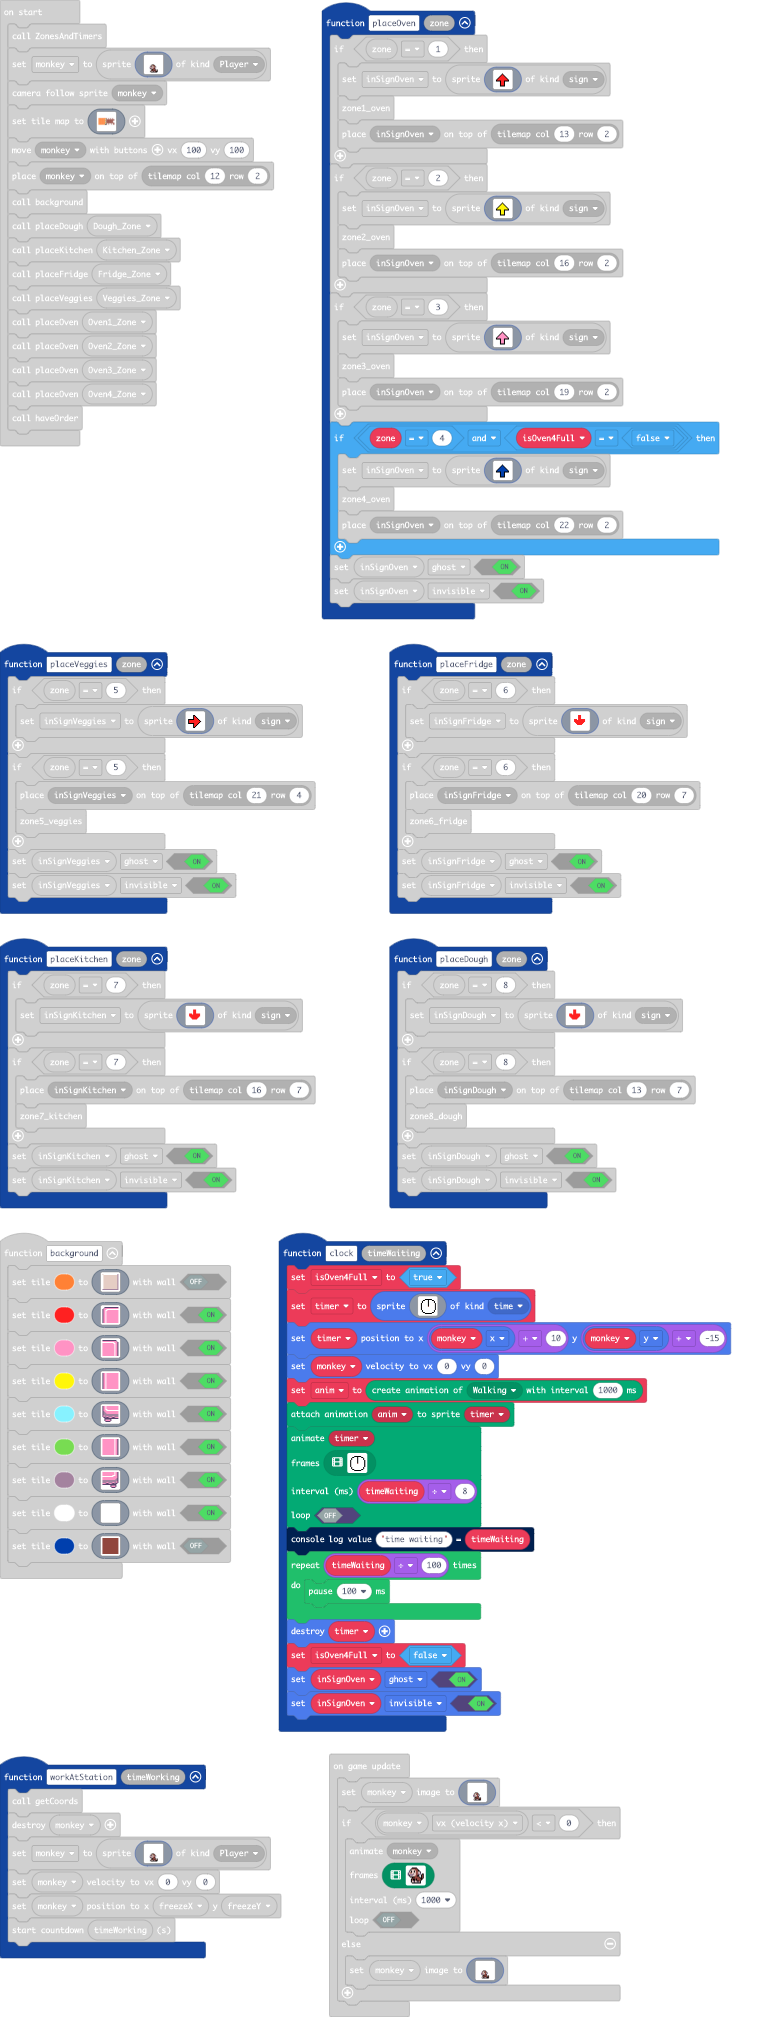 on start
call ZonesAndTimers
set monkey to sprite of kind Player
camera follow sprite monkey
set tile map to
move monkey with buttons vx 100 vy 100
place monkey on top of tilemap col 12 row 2
call background
call placeDough Dough_Zone
call placeKitchen Kitchen_Zone
call placeFridge Fridge_Zone
call placeVeggies Veggies_Zone
call placeOven Oven1_Zone
call placeOven Oven2_Zone
call placeOven Oven3_Zone
call placeOven Oven4_Zone
call haveOrder
function placeOven zone
if zone = 1 then
set inSignOven to sprite of kind sign
zone1_oven
place inSignOven on top of tilemap col 13 row 2
if zone = 2 then
set inSignOven to sprite of kind sign
zone2_oven
place inSignOven on top of tilemap col 16 row 2
if zone = 3 then
set inSignOven to sprite of kind sign
zone3_oven
place inSignOven on top of tilemap col 19 row 2
if zone = 4 and isOven4Full = false then
set inSignOven to sprite of kind sign
zone4_oven
place inSignOven on top of tilemap col 22 row 2
set inSignOven ghost ON
set inSignOven invisible ON
function placeVeggies zone
if zone = 5 then
set inSignVeggies to sprite of kind sign
if zone = 5 then
place inSignVeggies on top of tilemap col 21 row 4
zone5_veggies
set inSignVeggies ghost ON
set inSignVeggies invisible ON
function placeFridge zone
if zone = 6 then
set inSignFridge to sprite of kind sign
if zone = 6 then
place inSignFridge on top of tilemap col 20 row 7
zone6_fridge
set inSignFridge ghost ON
set inSignFridge invisible ON
function placeKitchen zone
if zone = 7 then
set inSignKitchen to sprite of kind sign
if zone = 7 then
place inSignKitchen on top of tilemap col 16 row 7
zone7_kitchen
set inSignKitchen ghost ON
set inSignKitchen invisible ON
function placeDough zone
if zone = 8 then
set inSignDough to sprite of kind sign
if zone = 8 then
place inSignDough on top of tilemap col 13 row 7
zone8_dough
set inSignDough ghost ON
set inSignDough invisible ON
function background
set tile to with wall OFF
set tile to with wall ON
set tile to with wall ON
set tile to with wall ON
set tile to with wall ON
set tile to with wall ON
set tile to with wall ON
set tile to with wall ON
set tile to with wall OFF
function clock timeWaiting
set isOven4Full to true
set timer to sprite of kind time
set timer position to x monkey x + 10 y monkey y + -15
set monkey velocity to vx 0 vy 0
set anim to create animation of Walking with interval 1000 ms
attach animation anim to sprite timer
animate timer
frames
interval (ms) timeWaiting ÷ 8
loop OFF
console log value "time waiting" = timeWaiting
repeat timeWaiting ÷ 100 times
do pause 100 ms
destroy timer
set isOven4Full to false
set inSignOven ghost ON
set inSignOven invisible ON
function workAtStation timeWorking
call getCoords
destroy monkey
set monkey to sprite of kind Player
set monkey velocity to vx 0 vy 0
set monkey position to x freezeX y freezeY
start countdown timeWorking (s)
on game update
set monkey image to
if monkey vx (velocity x) < 0 then
animate monkey
frames
interval (ms) 1000
loop OFF
else
set monkey image to